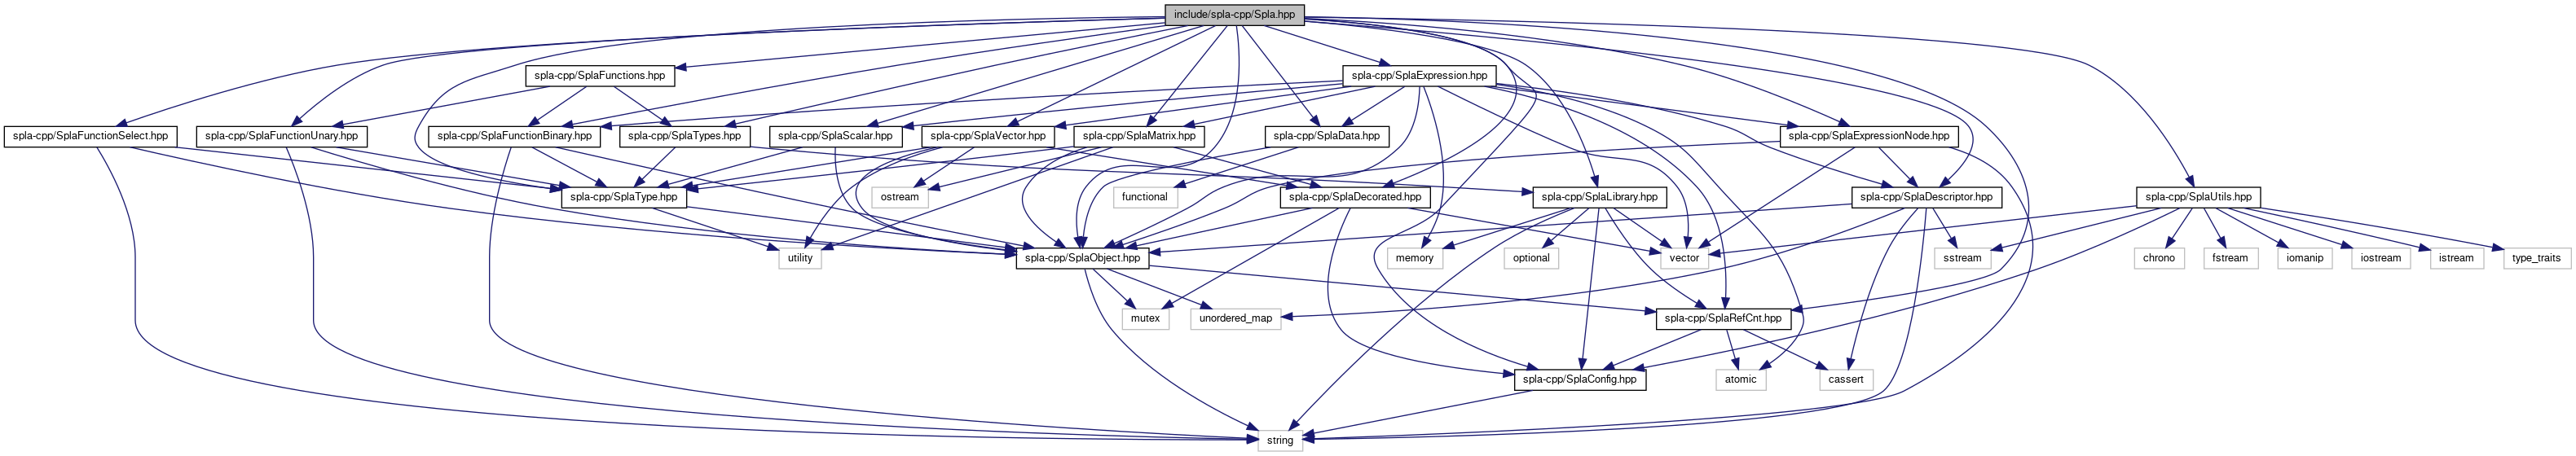 include/spla-cpp/Spla.hpp
spla-cpp/SplaFunctions.hpp
spla-cpp/SplaExpression.hpp
spla-cpp/SplaFunctionSelect.hpp
spla-cpp/SplaFunctionUnary.hpp
spla-cpp/SplaFunctionBinary.hpp
spla-cpp/SplaTypes.hpp
spla-cpp/SplaScalar.hpp
spla-cpp/SplaVector.hpp
spla-cpp/SplaMatrix.hpp
spla-cpp/SplaData.hpp
spla-cpp/SplaExpressionNode.hpp
spla-cpp/SplaType.hpp
ostream
functional
spla-cpp/SplaDecorated.hpp
spla-cpp/SplaLibrary.hpp
spla-cpp/SplaDescriptor.hpp
spla-cpp/SplaUtils.hpp
utility
spla-cpp/SplaObject.hpp
memory
optional
vector
sstream
chrono
fstream
iomanip
iostream
istream
type_traits
mutex
unordered_map
spla-cpp/SplaRefCnt.hpp
spla-cpp/SplaConfig.hpp
atomic
cassert
string